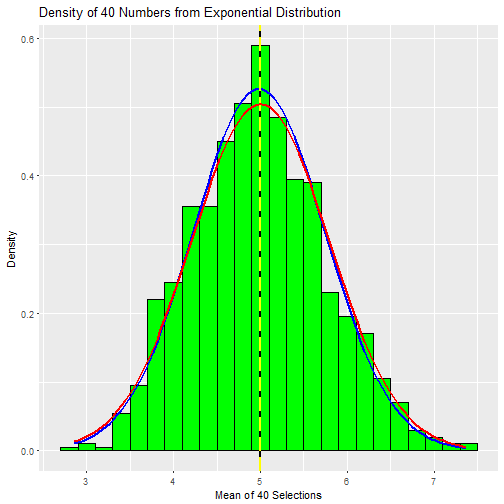 Density of 40 Numbers from Exponential Distribution
0.6
0.4
0.2
0.0
Density
3 4 5 6 7
Mean of 40 Selections